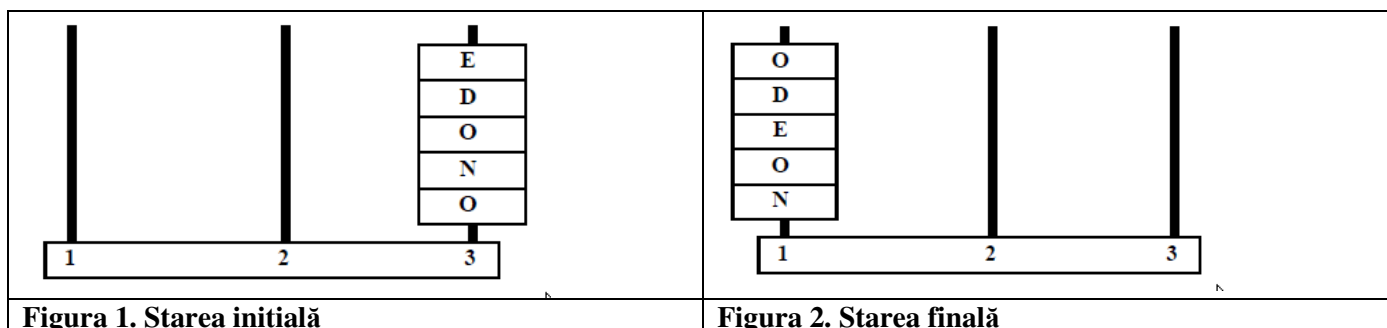 E
D
O
N
O
1 2 3
O
D
E
O
N
1 2 3
Figura 1. Starea inițială
Figura 2. Starea finală